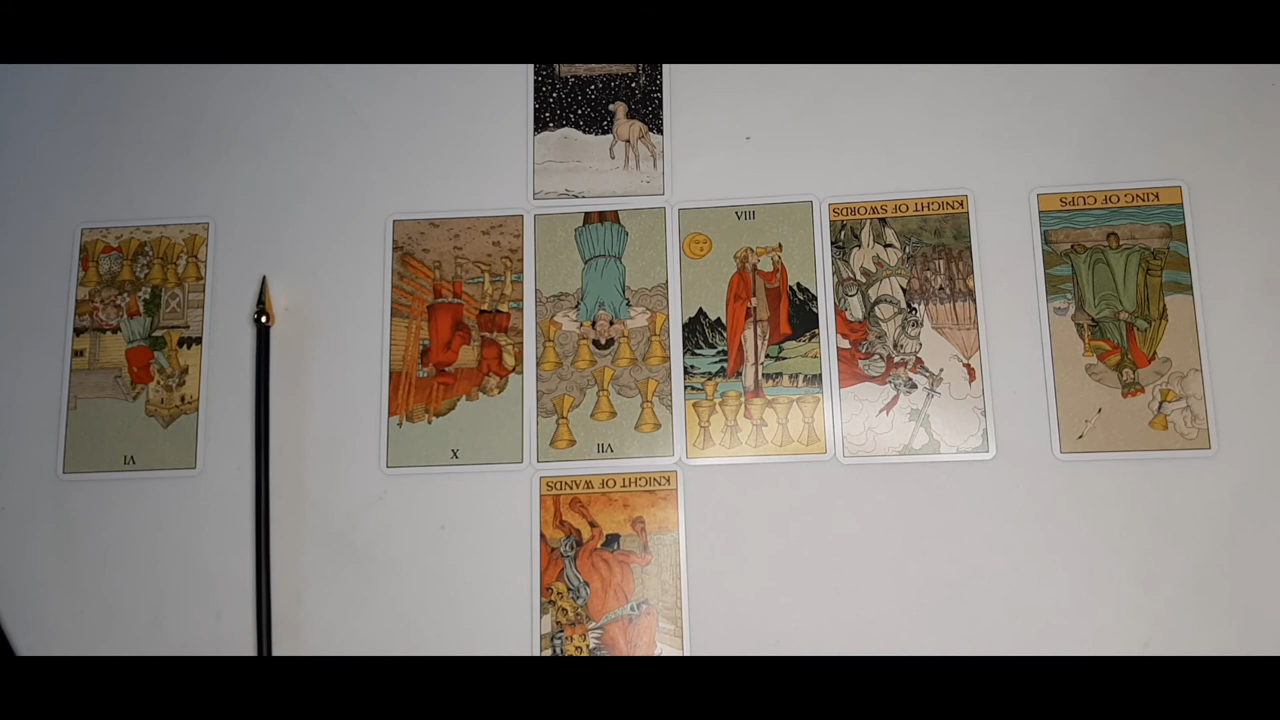 KING OF CUPS
KNIGHT OF SWORDS
VIII
VI
X
VII
KNIGHT OF WANDS